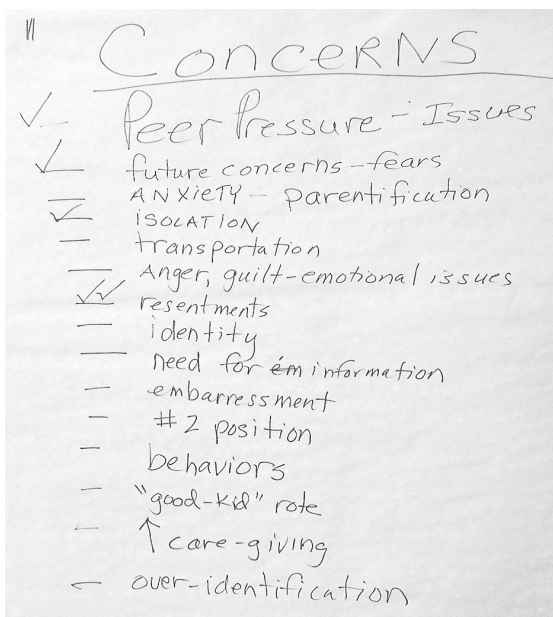 CONCERNS
✓ Peer Pressure - Issues
✓ future concerns - fears
— ANXIETY - parentification
✓ ISOLATION
— transportation
— Anger, guilt-emotional issues
✓✓ resentments
— identity
— need for em information
— embarressment
— #2 position
— behaviors
— "good-kid" role
— ↑ care-giving
— over-identification